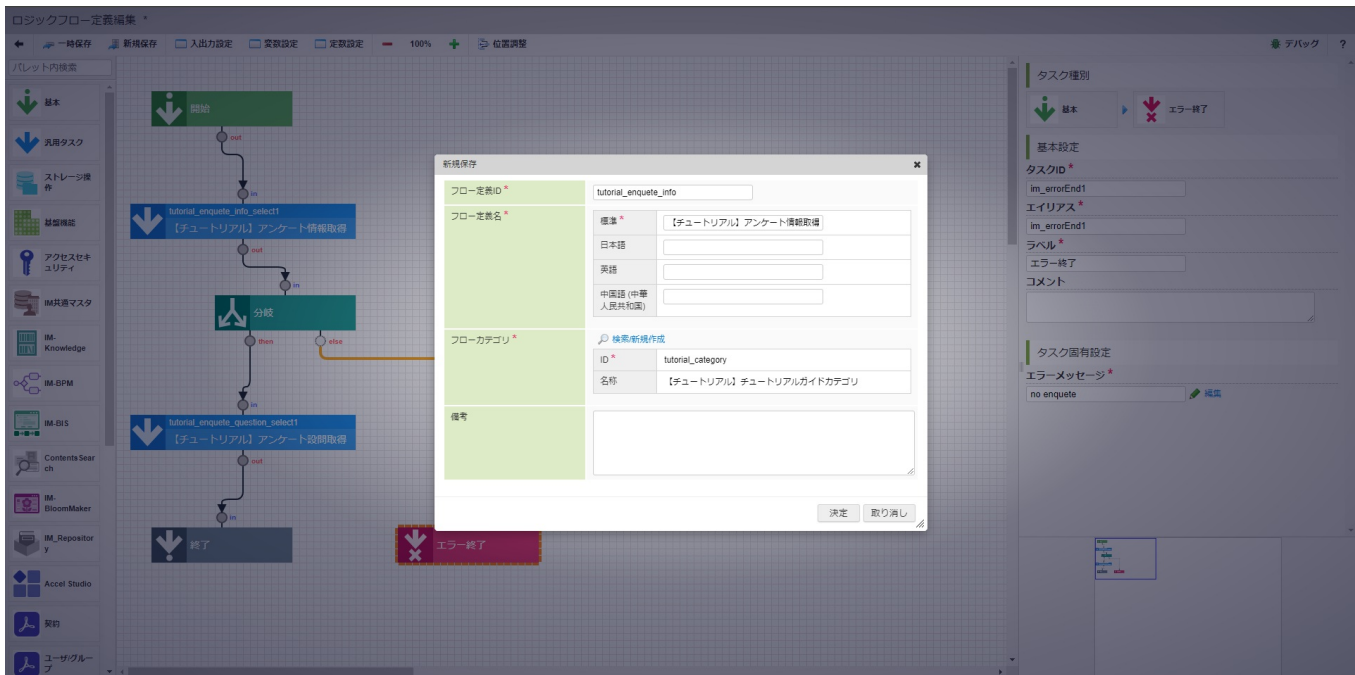 ロジックフロー定義編集 *
一時保存 新規保存 入出力設定 変数設定 定数設定 100% 位置調整 デバッグ ?
パレット内検索
基本
汎用タスク
ストレージ操
作
基盤機能
アクセスセキ
ュリティ
IM共通マスタ
IM-
Knowledge
IM-BPM
IM-BIS
ContentsSear
ch
IM-
BloomMaker
IM_Repositor
y
Accel Studio
契約
ユーザ/グルー
プ
開始
out
in
tutorial_enquete_info_select1
【チュートリアル】アンケート情報取得
out
in
分岐
then
else
in
tutorial_enquete_question_select1
【チュートリアル】アンケート設問取得
out
in
終了
エラー終了
新規保存
フロー定義ID *
tutorial_enquete_info
フロー定義名 *
標準 *
【チュートリアル】アンケート情報取得
日本語
英語
中国語 (中華
人民共和国)
フローカテゴリ *
検索/新規作成
ID *
tutorial_category
名称
【チュートリアル】チュートリアルガイドカテゴリ
備考
決定
取り消し
タスク種別
基本
エラー終了
基本設定
タスクID *
im_errorEnd1
エイリアス *
im_errorEnd1
ラベル *
エラー終了
コメント
タスク固有設定
エラーメッセージ *
no enquete
編集